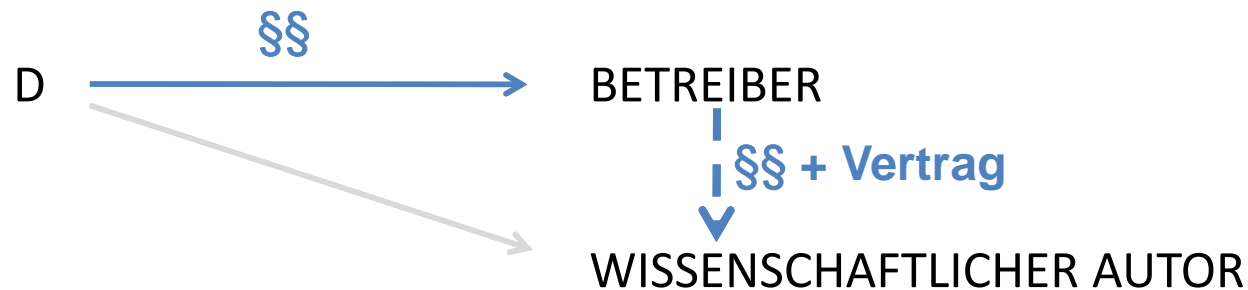 §§
D BETREIBER
§§ + Vertrag
WISSENSCHAFTLICHER AUTOR